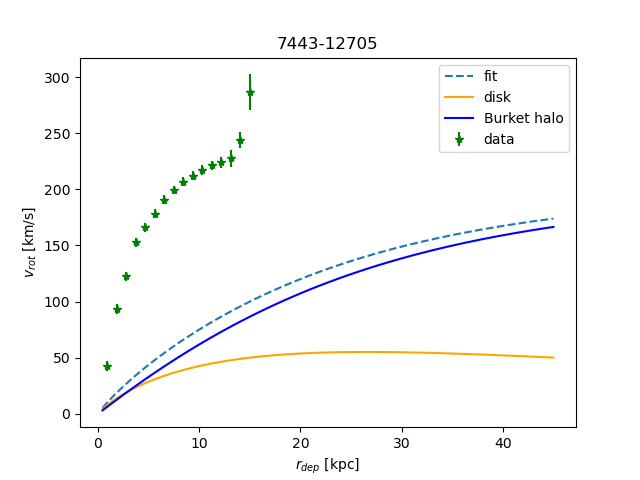 7443-12705
fit
disk
Burket halo
data
300
250
200
150
100
50
0
v_rot [km/s]
0 10 20 30 40
r_dep [kpc]